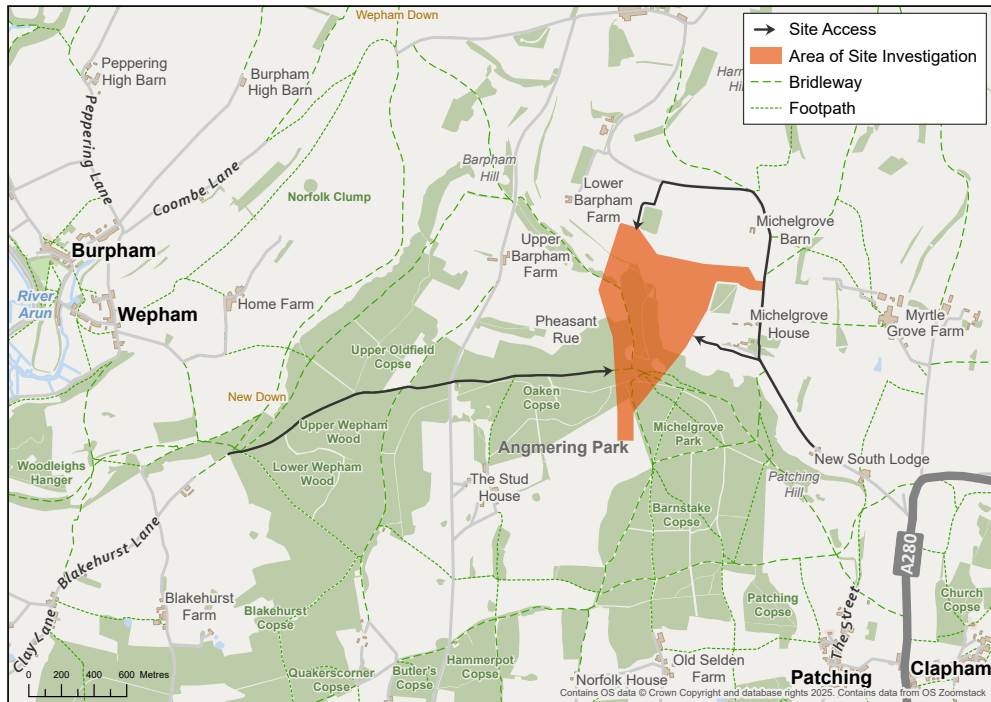 Wepham Down
Site Access
Area of Site Investigation
Bridleway
Footpath
Peppering
High Barn
Burpham
High Barn
Peppering Lane
Coombe Lane
Norfolk Clump
Barpham
Hill
Lower
Barpham
Farm
Michelgrove
Barn
Burpham
Upper
Barpham
Farm
River
Arun
Wepham
Home Farm
Pheasant
Rue
Michelgrove
House
Myrtle
Grove Farm
Upper Oldfield
Copse
New Down
Oaken
Copse
Upper Wepham
Wood
Michelgrove
Park
Angmering Park
Woodleighs
Hanger
Lower Wepham
Wood
The Stud
House
New South Lodge
Patching
Hill
Barnstake
Copse
Blakehurst Lane
A280
Blakehurst
Farm
Blakehurst
Copse
Patching
Copse
Church
Copse
Clay Lane
The Street
Hammerpot
Copse
Quakerscorner
Copse
Butler's
Copse
Norfolk House
Old Selden
Farm
Patching
Clapham
0 200 400 600 Metres
Contains OS data © Crown Copyright and database rights 2025. Contains data from OS Zoomstack